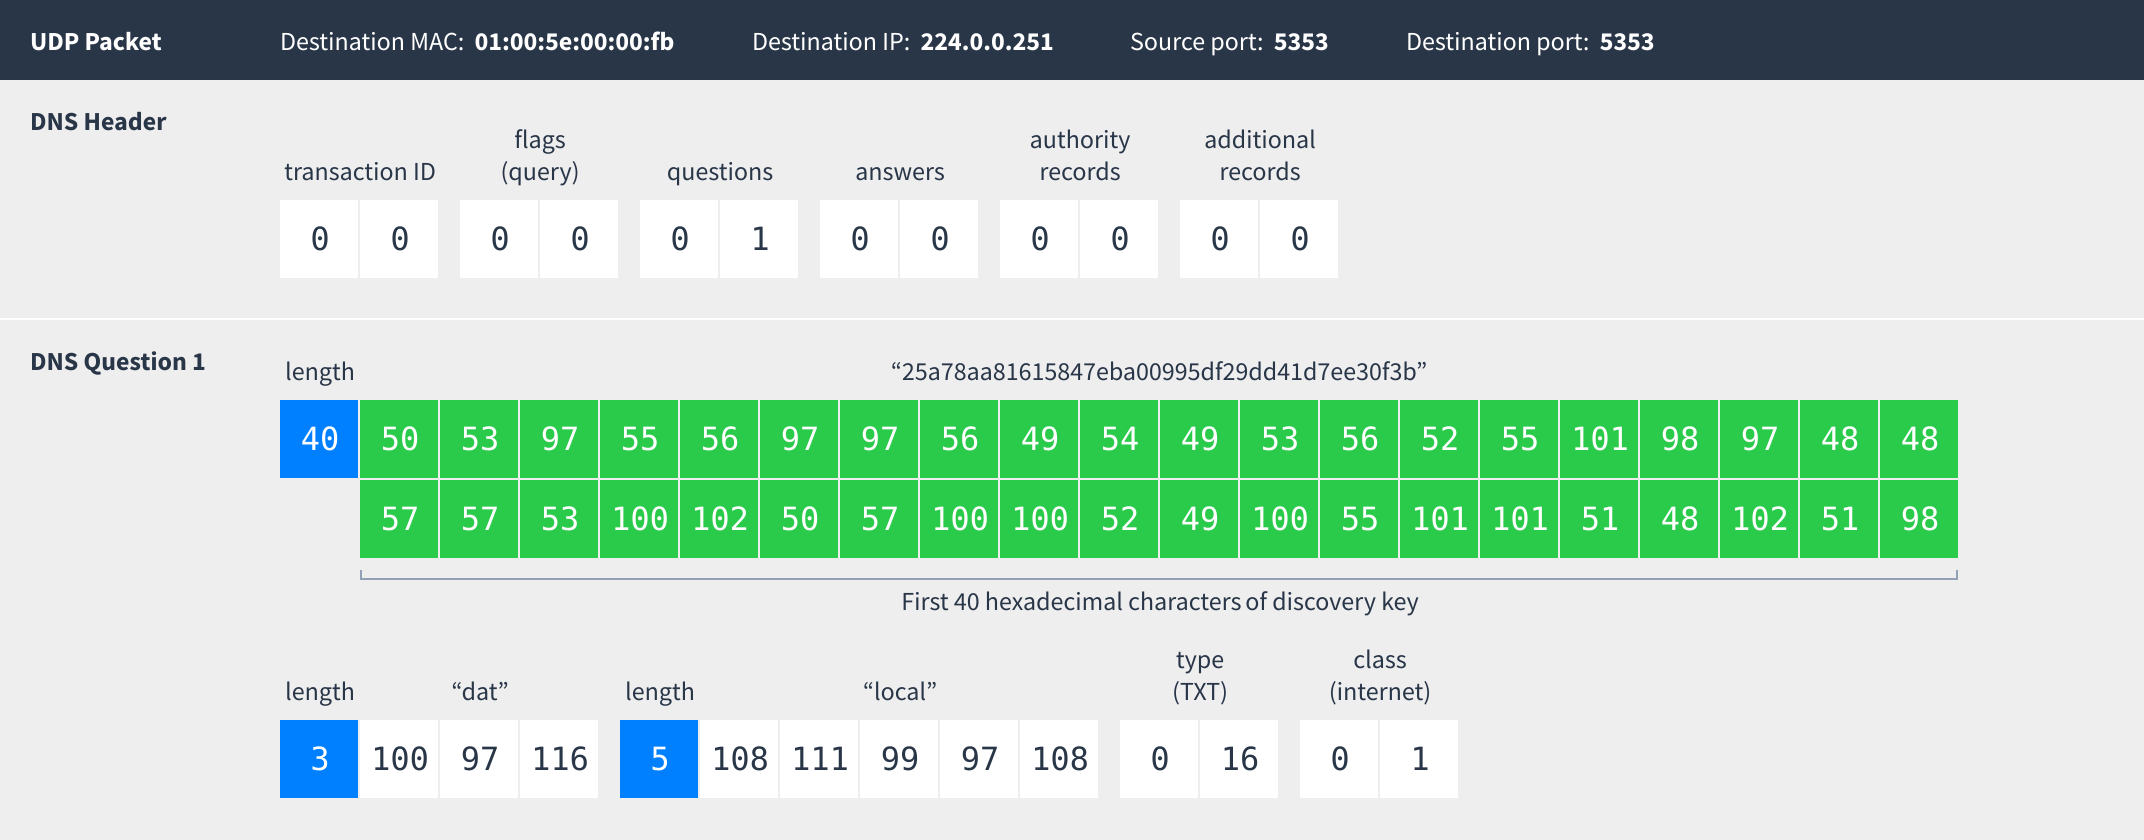 UDP Packet Destination MAC: 01:00:5e:00:00:fb Destination IP: 224.0.0.251 Source port: 5353 Destination port: 5353
DNS Header
transaction ID
flags
(query)
questions
answers
authority
records
additional
records
0 0 0 0 0 1 0 0 0 0 0 0
DNS Question 1
length “25a78aa81615847eba00995df29dd41d7ee30f3b”
40 50 53 97 55 56 97 97 56 49 54 49 53 56 52 55 101 98 97 48 48
57 57 53 100 102 50 57 100 100 52 49 100 55 101 101 51 48 102 51 98
First 40 hexadecimal characters of discovery key
length “dat” length “local”
type
(TXT)
class
(internet)
3 100 97 116 5 108 111 99 97 108 0 16 0 1